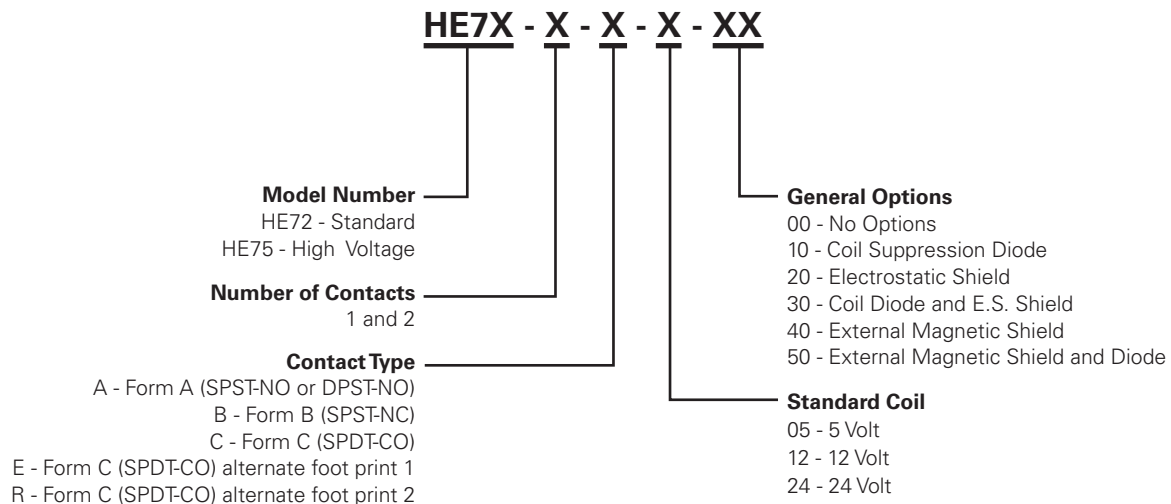 HE7X - X - X - X - XX
Model Number
HE72 - Standard
HE75 - High Voltage
Number of Contacts
1 and 2
Contact Type
A - Form A (SPST-NO or DPST-NO)
B - Form B (SPST-NC)
C - Form C (SPDT-CO)
E - Form C (SPDT-CO) alternate foot print 1
R - Form C (SPDT-CO) alternate foot print 2
General Options
00 - No Options
10 - Coil Suppression Diode
20 - Electrostatic Shield
30 - Coil Diode and E.S. Shield
40 - External Magnetic Shield
50 - External Magnetic Shield and Diode
Standard Coil
05 - 5 Volt
12 - 12 Volt
24 - 24 Volt